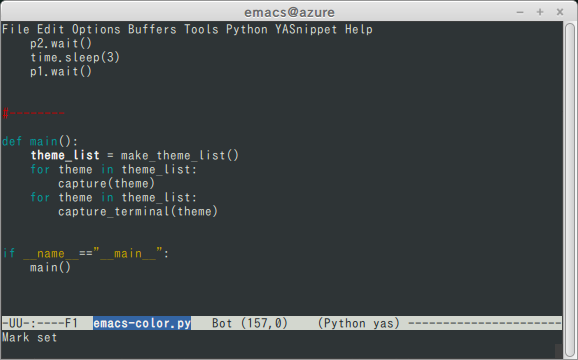 emacs@azure
File Edit Options Buffers Tools Python YASnippet Help
    p2.wait()
    time.sleep(3)
    p1.wait()
#--------
def main():
    theme_list = make_theme_list()
    for theme in theme_list:
        capture(theme)
    for theme in theme_list:
        capture_terminal(theme)
if __name__=="__main__":
    main()
-UU-:----F1  emacs-color.py   Bot (157,0)    (Python yas) ----------------------
Mark set